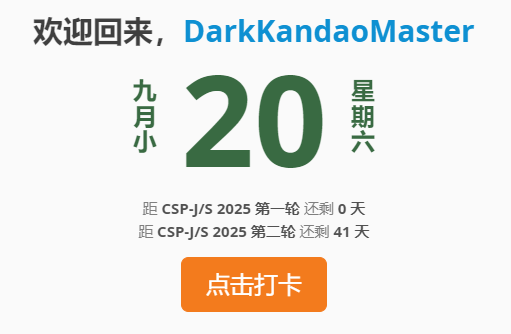 欢迎回来，DarkKandaoMaster
九月小
20
星期六
距 CSP-J/S 2025 第一轮 还剩 0 天
距 CSP-J/S 2025 第二轮 还剩 41 天
点击打卡